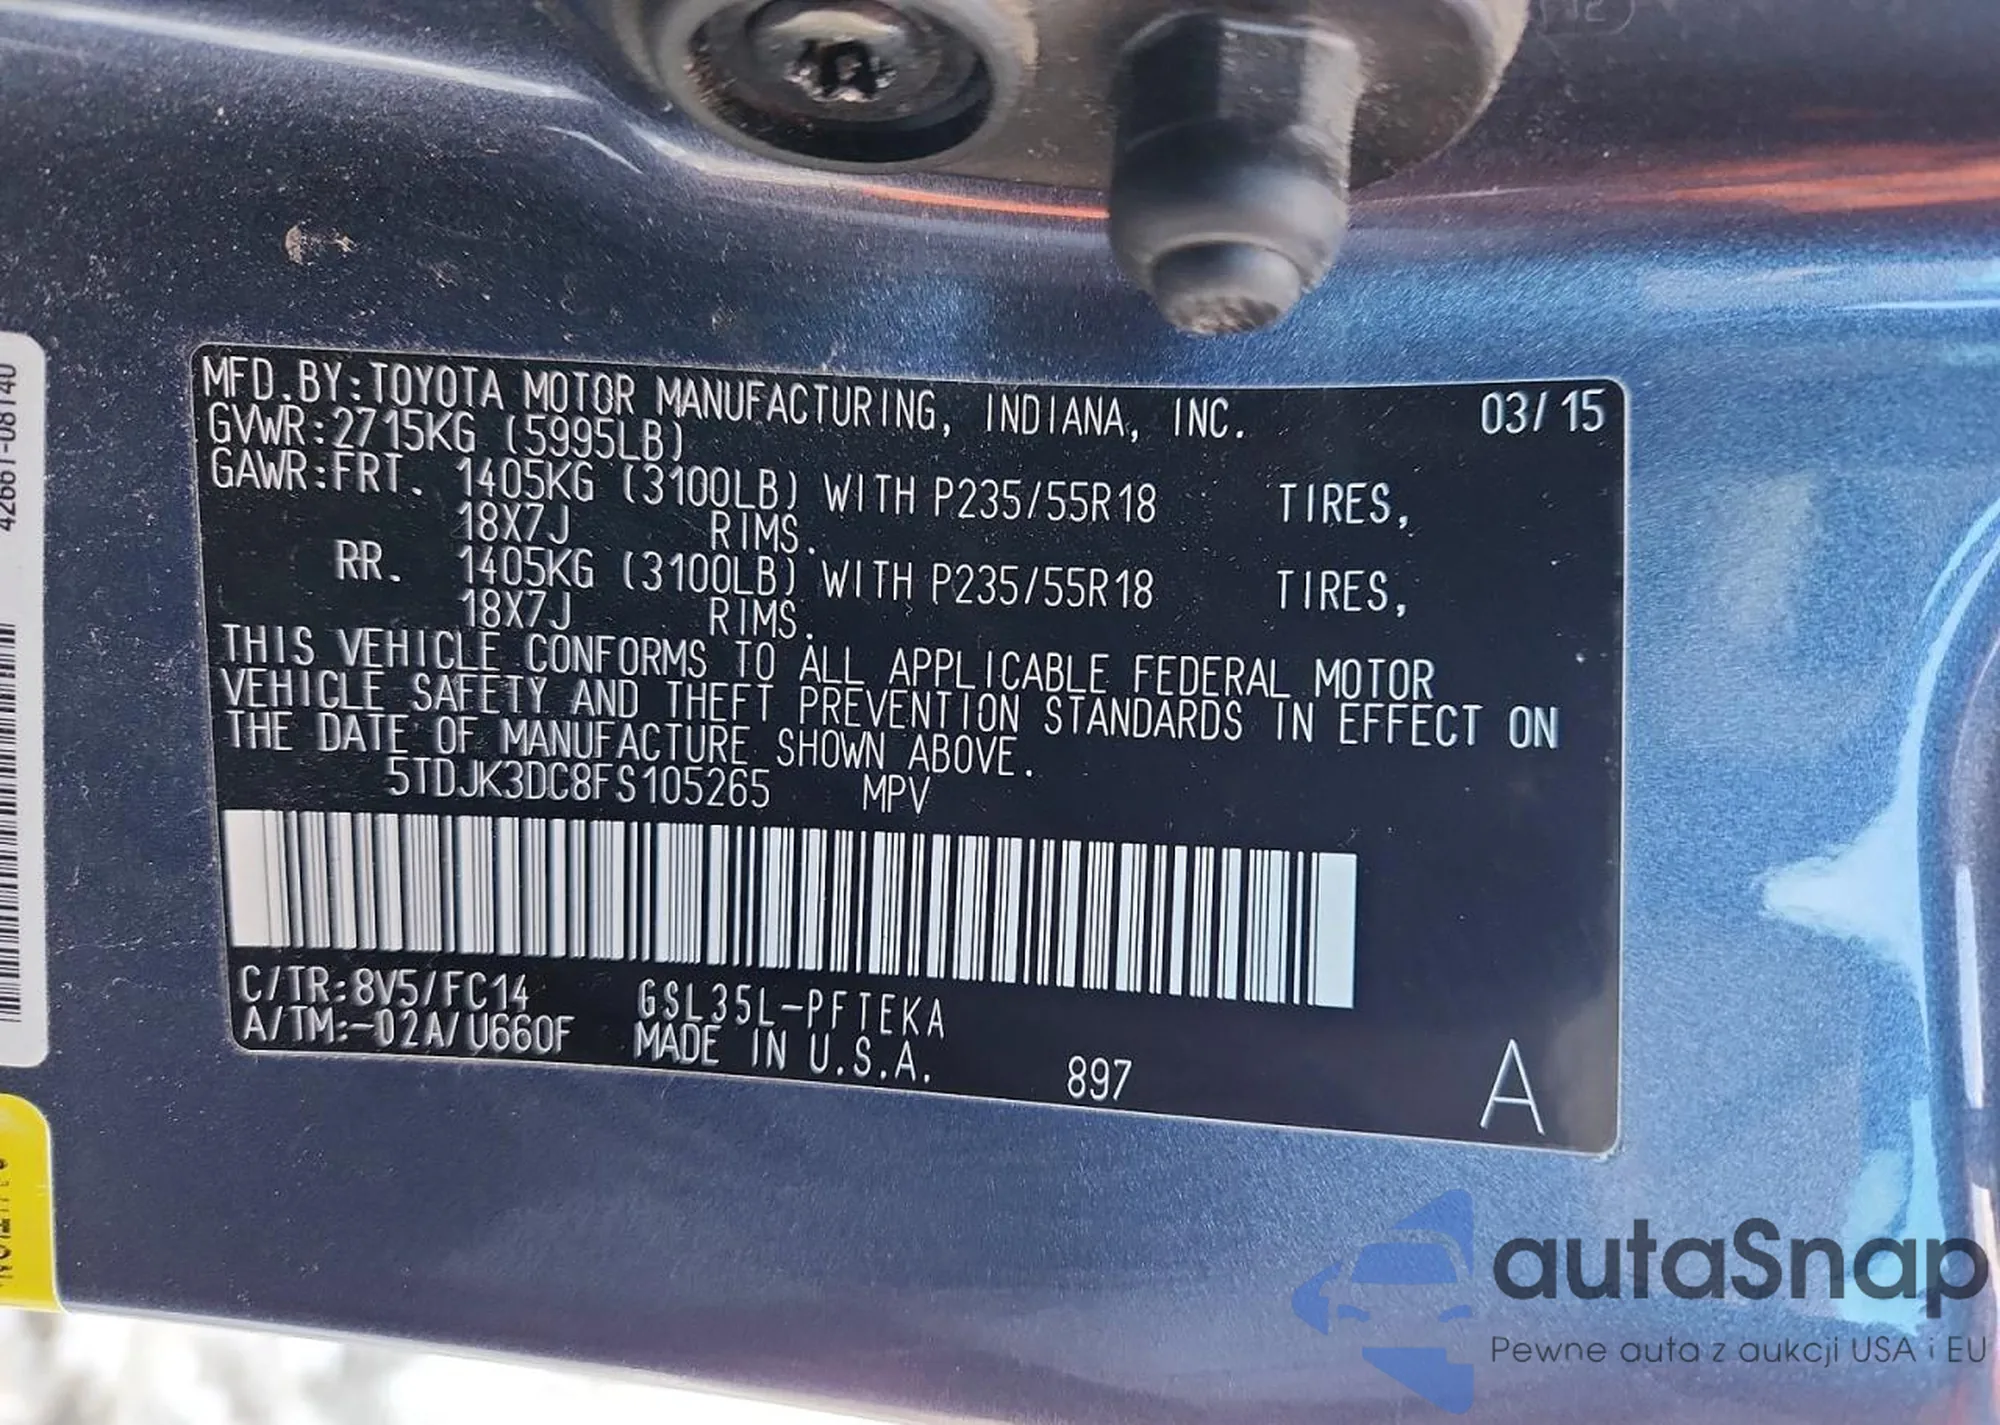 MFD.BY:TOYOTA MOTOR MANUFACTURING, INDIANA, INC. 03/15
GVWR:2715KG (5995LB)
GAWR:FRT. 1405KG (3100LB) WITH P235/55R18 TIRES,
18X7J RIMS.
RR. 1405KG (3100LB) WITH P235/55R18 TIRES,
18X7J RIMS.
THIS VEHICLE CONFORMS TO ALL APPLICABLE FEDERAL MOTOR
VEHICLE SAFETY AND THEFT PREVENTION STANDARDS IN EFFECT ON
THE DATE OF MANUFACTURE SHOWN ABOVE.
5TDJK3DC8FS105265 MPV
C/TR:8V5/FC14 GSL35L-PFTEKA
A/TM:-02A/U660F MADE IN U.S.A. 897 A
42661-08140
autaSnap
Pewne auta z aukcji USA i EU